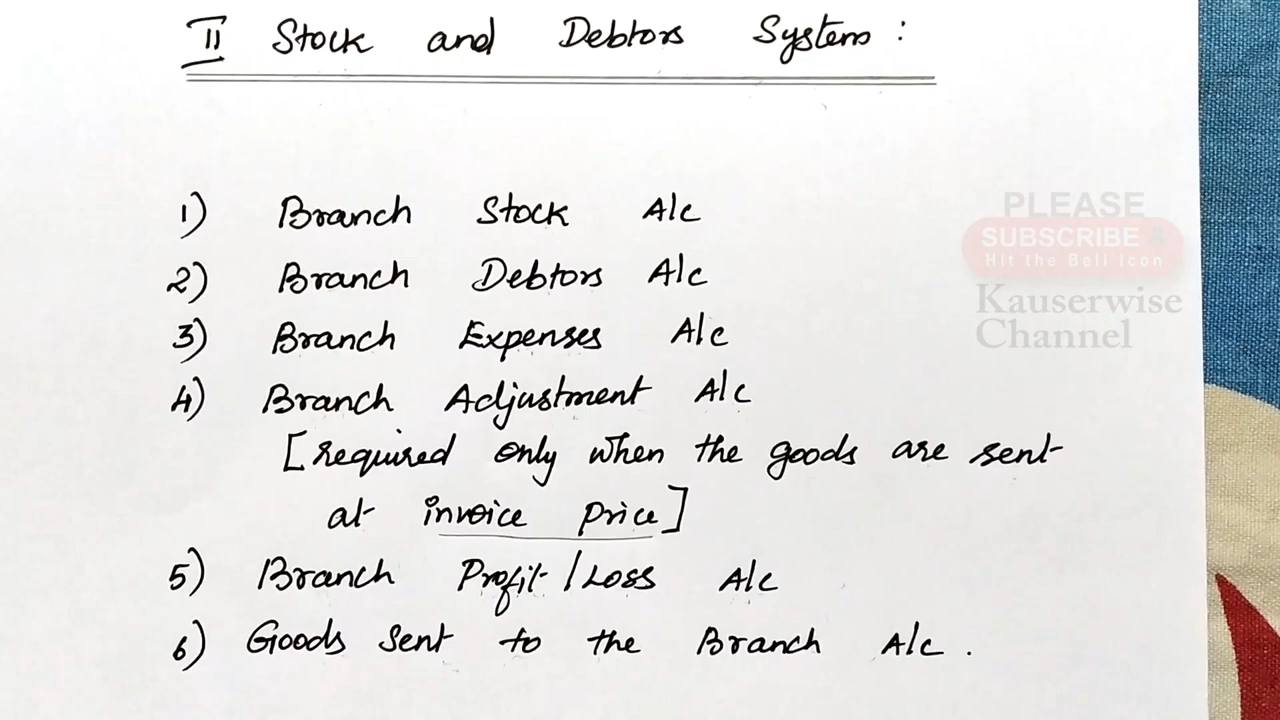 II Stock and Debtors System :
1) Branch Stock A/c
2) Branch Debtors A/c
3) Branch Expenses A/c
4) Branch Adjustment A/c
[required only when the goods are sent
at invoice price]
5) Branch Profit / Loss A/c
6) Goods sent to the Branch A/c .
PLEASE
SUBSCRIBE &
Hit the Bell Icon
Kauserwise
Channel